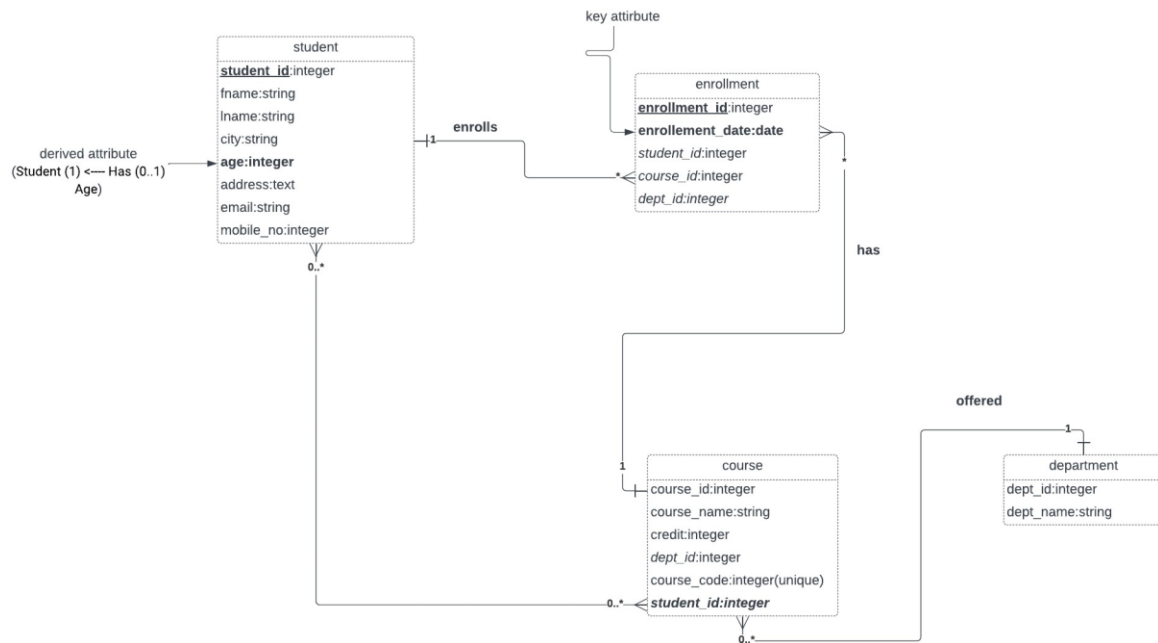 key attirbute
student
student_id:integer
fname:string
lname:string
city:string
age:integer
address:text
email:string
mobile_no:integer
derived attribute
(Student (1) <---- Has (0..1)
Age)
1
enrolls
*
enrollment
enrollment_id:integer
enrollement_date:date
student_id:integer
course_id:integer
dept_id:integer
*
has
0..*
offered
1
1
course
course_id:integer
course_name:string
credit:integer
dept_id:integer
course_code:integer(unique)
student_id:integer
department
dept_id:integer
dept_name:string
0..*
0..*